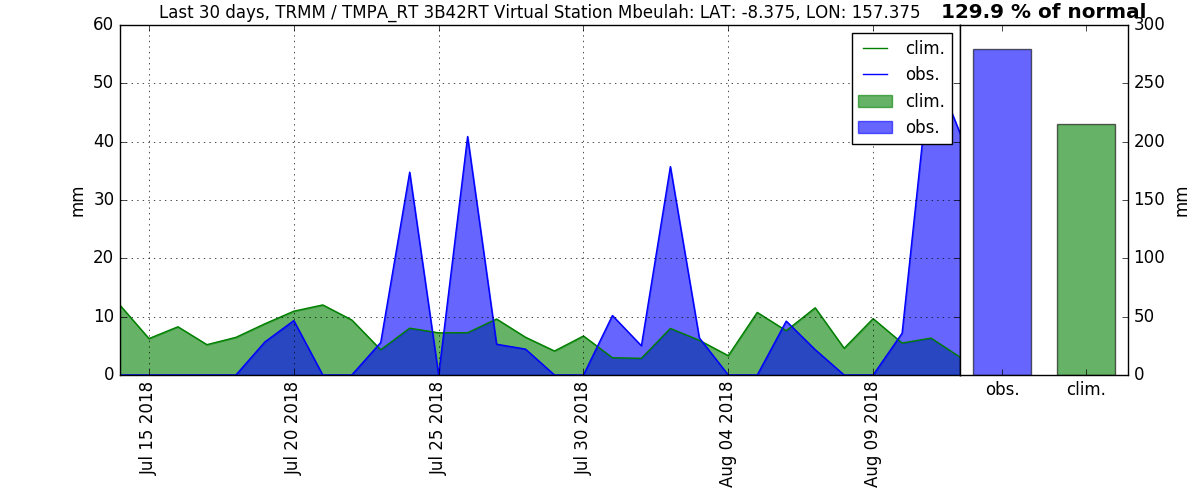 Last 30 days, TRMM / TMPA_RT 3B42RT Virtual Station Mbeulah: LAT: -8.375, LON: 157.375 129.9 % of normal
60
50
40
30
20
10
0
mm
clim.
obs.
clim.
obs.
300
250
200
150
100
50
0
mm
Jul 15 2018
Jul 20 2018
Jul 25 2018
Jul 30 2018
Aug 04 2018
Aug 09 2018
obs. clim.